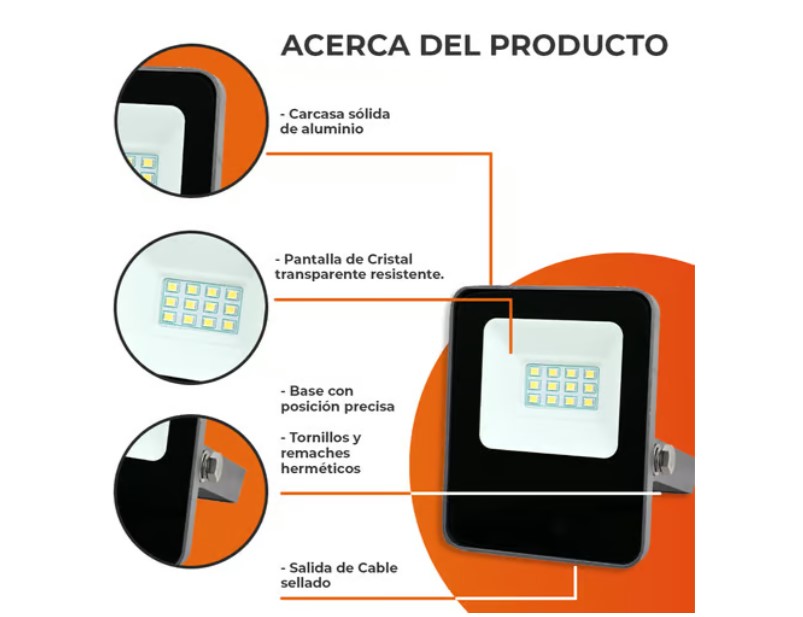 ACERCA DEL PRODUCTO
- Carcasa sólida
de aluminio
- Pantalla de Cristal
transparente resistente.
- Base con
posición precisa
- Tornillos y
remaches
herméticos
- Salida de Cable
sellado